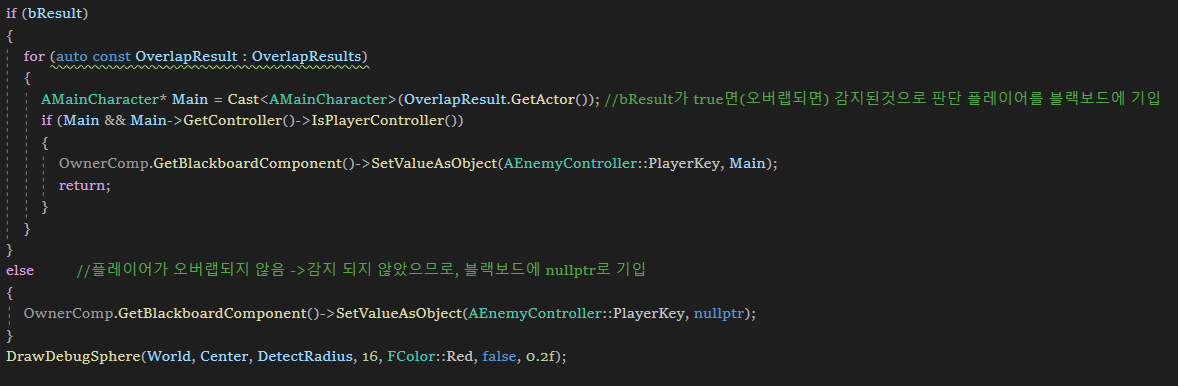 if (bResult)
{
for (auto const OverlapResult : OverlapResults)
{
AMainCharacter* Main = Cast<AMainCharacter>(OverlapResult.GetActor()); //bResult가 true면(오버랩되면) 감지된것으로 판단 플레이어를 블랙보드에 기입
if (Main && Main->GetController()->IsPlayerController())
{
OwnerComp.GetBlackboardComponent()->SetValueAsObject(AEnemyController::PlayerKey, Main);
return;
}
}
}
else //플레이어가 오버랩되지 않음 ->감지 되지 않았으므로, 블랙보드에 nullptr로 기입
{
OwnerComp.GetBlackboardComponent()->SetValueAsObject(AEnemyController::PlayerKey, nullptr);
}
DrawDebugSphere(World, Center, DetectRadius, 16, FColor::Red, false, 0.2f);